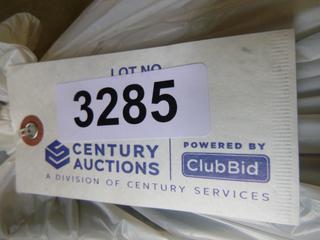 LOT NO.
3285
CENTURY
AUCTIONS
A DIVISION OF CENTURY SERVICES
POWERED BY
ClubBid